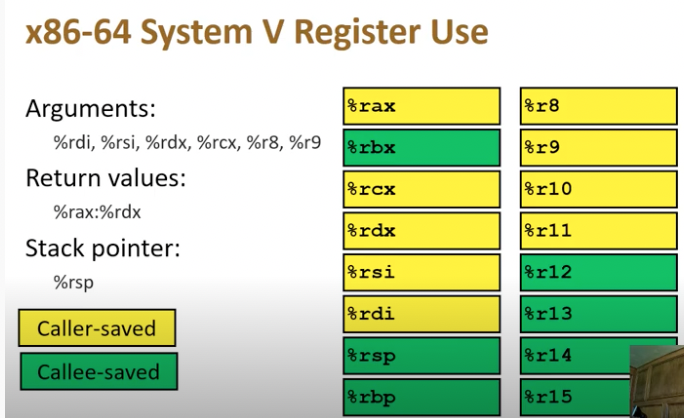 x86-64 System V Register Use
Arguments:
%rdi, %rsi, %rdx, %rcx, %r8, %r9
Return values:
%rax:%rdx
Stack pointer:
%rsp
Caller-saved
Callee-saved
%rax
%rbx
%rcx
%rdx
%rsi
%rdi
%rsp
%rbp
%r8
%r9
%r10
%r11
%r12
%r13
%r14
%r15